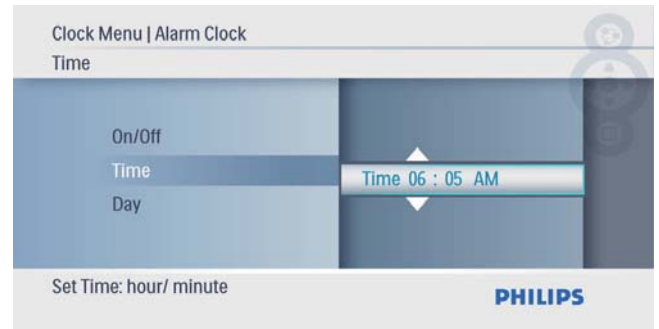 Clock Menu | Alarm Clock
Time
On/Off
Time
Time 06 : 05 AM
Day
Set Time: hour/ minute
PHILIPS